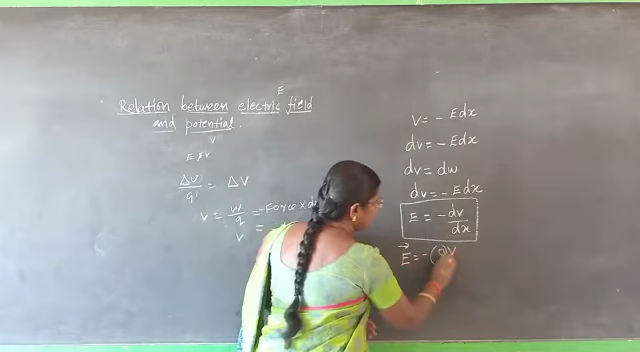 E
Relation between electric field
and potential.
V
E & V
ΔV/q' = ΔV
V = W/q = -Force × d
V =
V = - Edx
dv = - Edx
dv = dw
dv = - Edx
E = - dv/dx
E⃗ = - (∂V